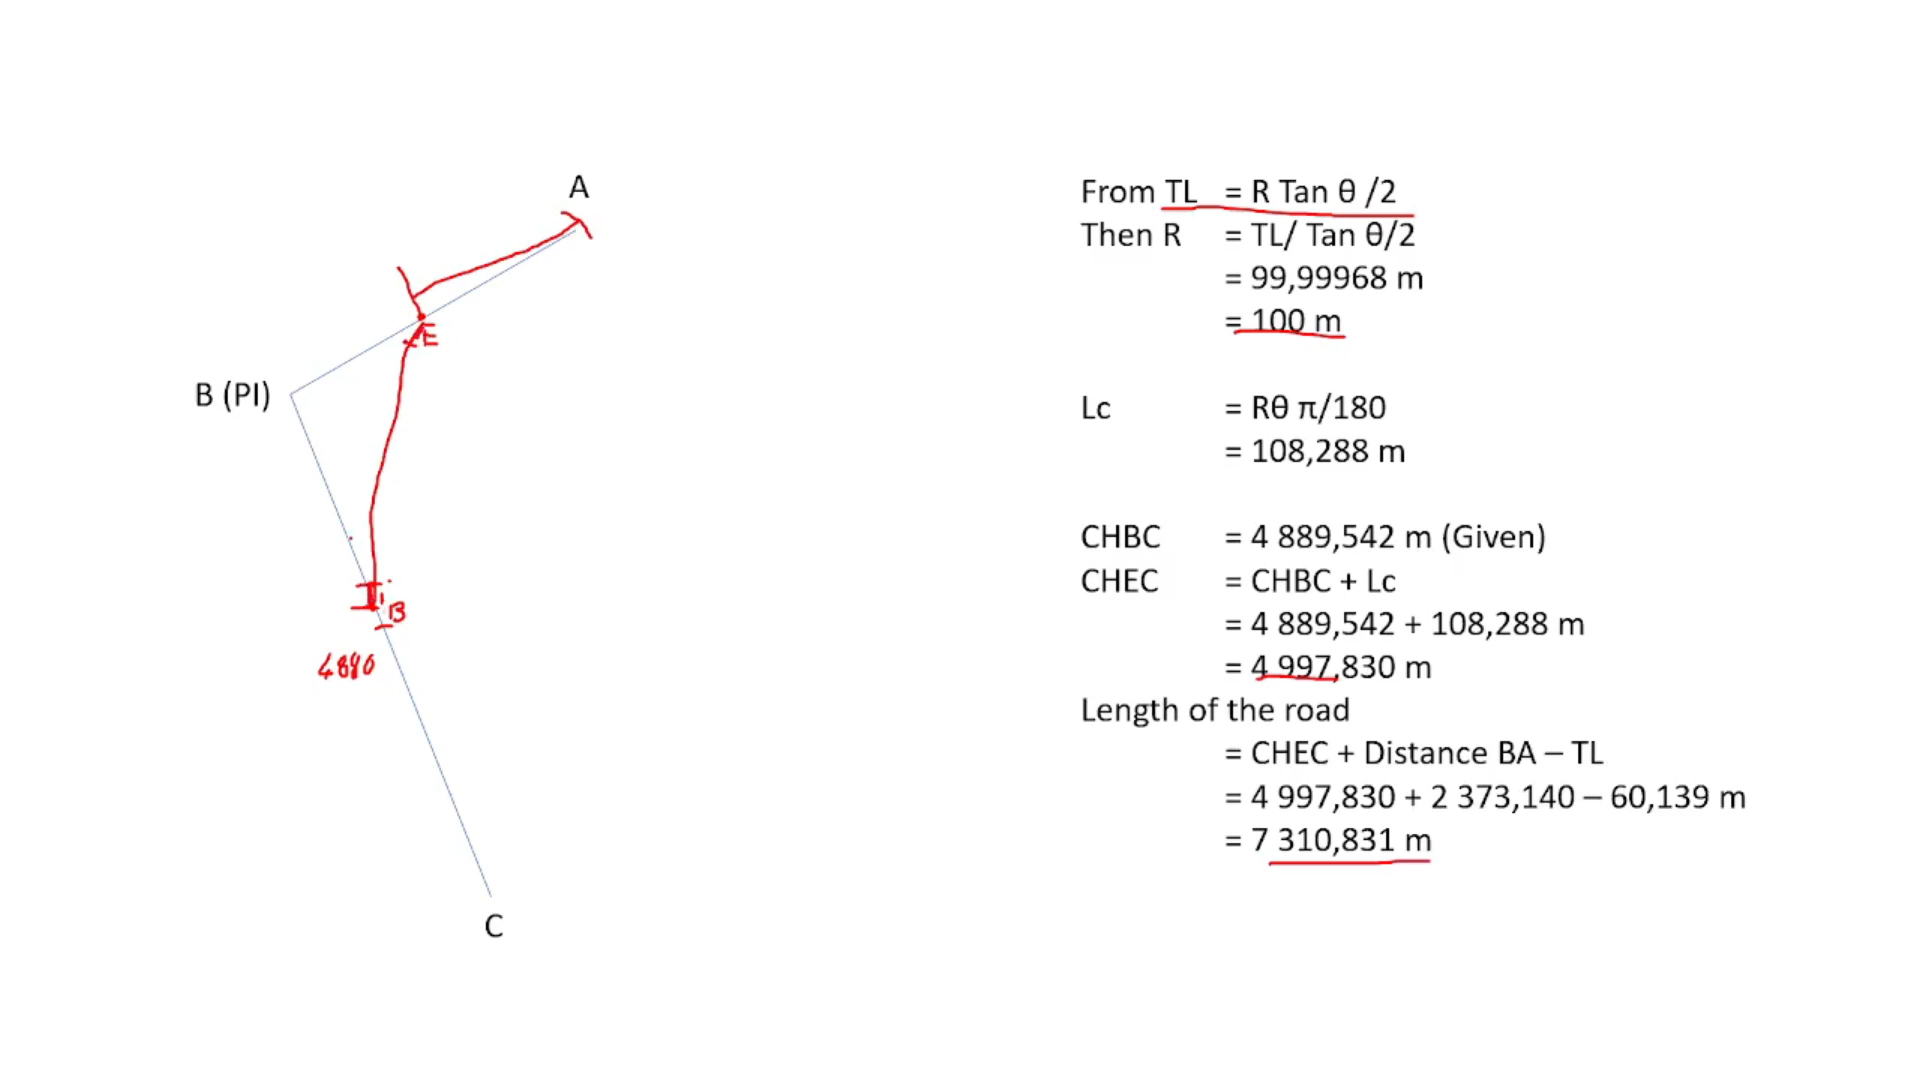 A
B (PI)
E
B
4880
C
From TL = R Tan θ /2
Then R = TL/ Tan θ/2
= 99,99968 m
= 100 m
Lc = Rθ π/180
= 108,288 m
CHBC = 4 889,542 m (Given)
CHEC = CHBC + Lc
= 4 889,542 + 108,288 m
= 4 997,830 m
Length of the road
= CHEC + Distance BA – TL
= 4 997,830 + 2 373,140 – 60,139 m
= 7 310,831 m